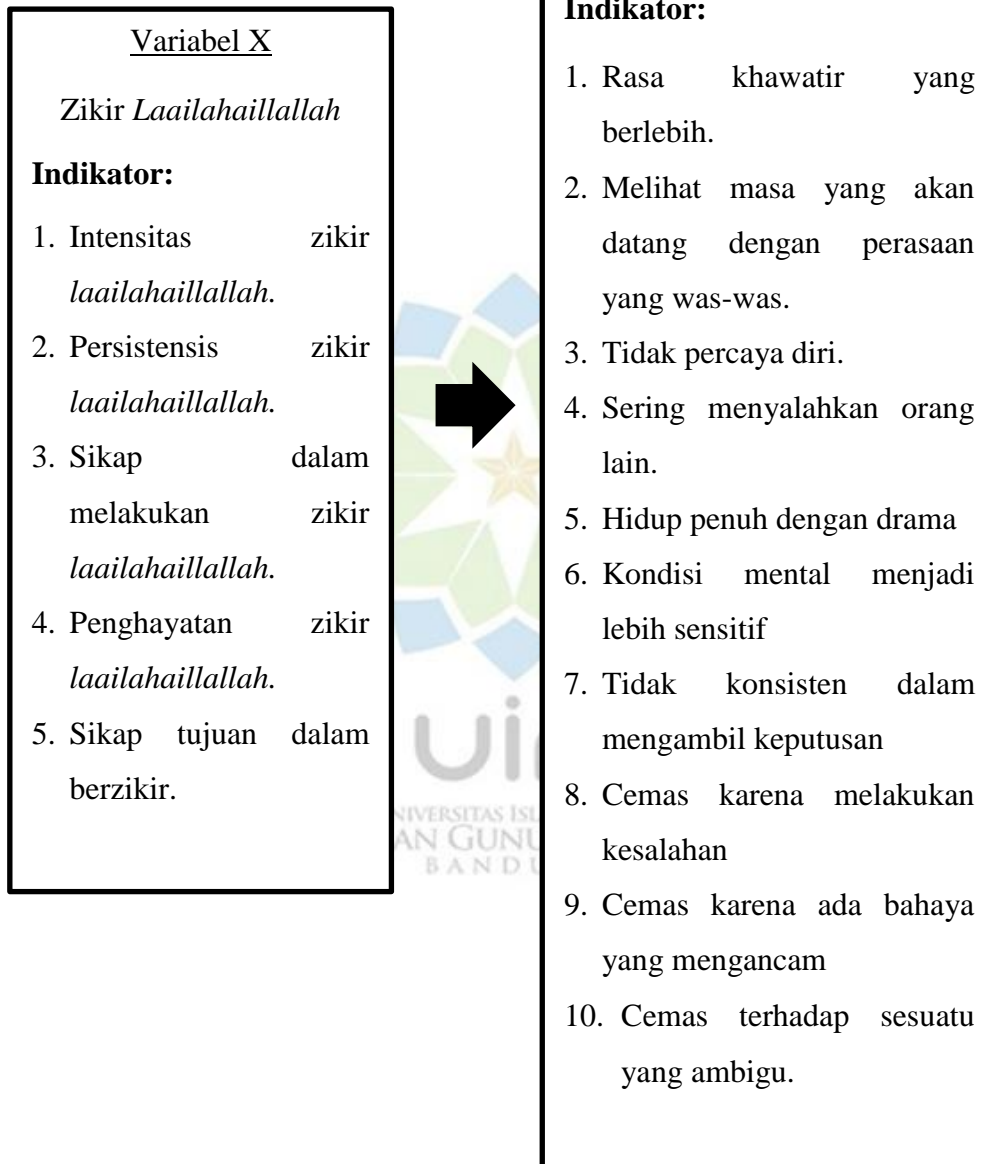 Variabel X
Zikir Laailahaillallah
Indikator:
1. Intensitas zikir
laailahaillallah.
2. Persistensis zikir
laailahaillallah.
3. Sikap dalam
melakukan zikir
laailahaillallah.
4. Penghayatan zikir
laailahaillallah.
5. Sikap tujuan dalam
berzikir.
Indikator:
1. Rasa khawatir yang
berlebih.
2. Melihat masa yang akan
datang dengan perasaan
yang was-was.
3. Tidak percaya diri.
4. Sering menyalahkan orang
lain.
5. Hidup penuh dengan drama
6. Kondisi mental menjadi
lebih sensitif
7. Tidak konsisten dalam
mengambil keputusan
8. Cemas karena melakukan
kesalahan
9. Cemas karena ada bahaya
yang mengancam
10. Cemas terhadap sesuatu
yang ambigu.